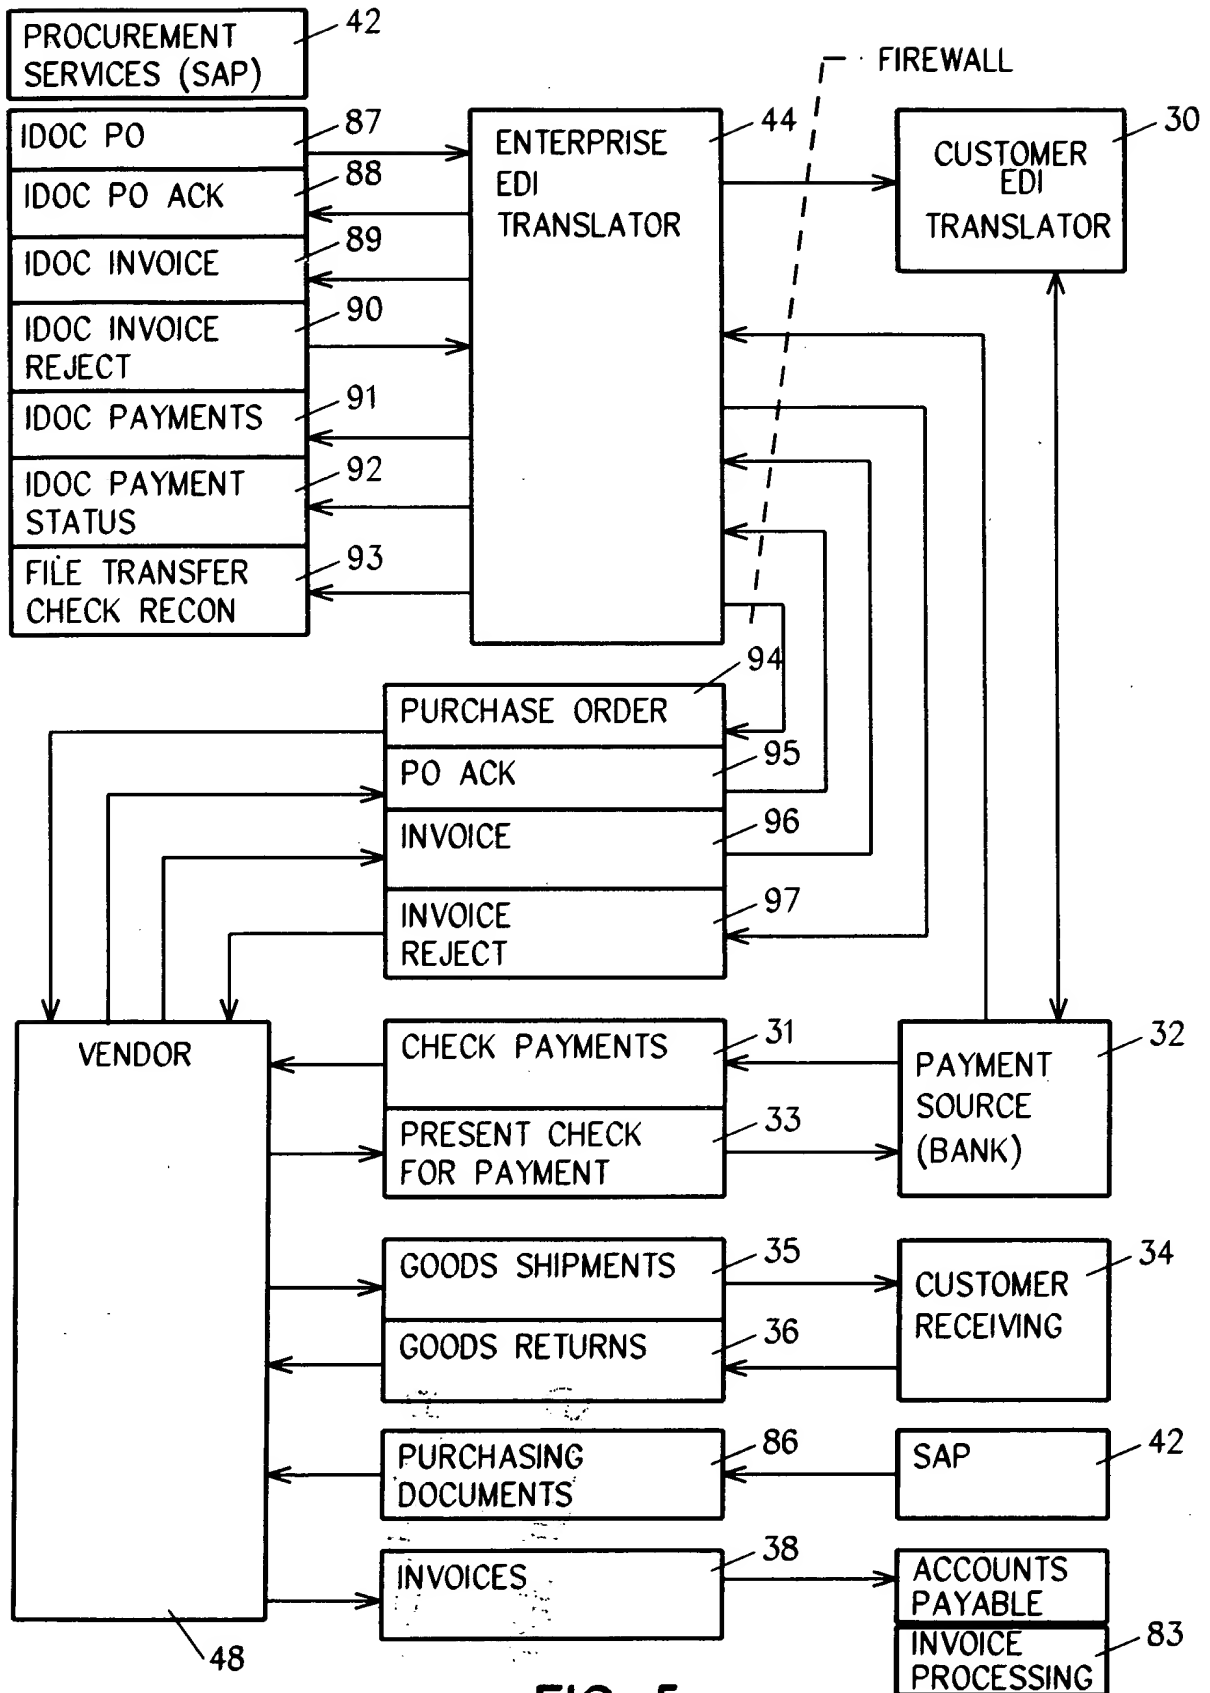 PROCUREMENT
SERVICES (SAP)
42
FIREWALL
IDOC PO
87
IDOC PO ACK
88
IDOC INVOICE
89
IDOC INVOICE
REJECT
90
IDOC PAYMENTS
91
IDOC PAYMENT
STATUS
92
FILE TRANSFER
CHECK RECON
93
ENTERPRISE
EDI
TRANSLATOR
44
CUSTOMER
EDI
TRANSLATOR
30
PURCHASE ORDER
94
PO ACK
95
INVOICE
96
INVOICE
REJECT
97
VENDOR
48
CHECK PAYMENTS
31
PRESENT CHECK
FOR PAYMENT
33
PAYMENT
SOURCE
(BANK)
32
GOODS SHIPMENTS
35
GOODS RETURNS
36
CUSTOMER
RECEIVING
34
PURCHASING
DOCUMENTS
86
SAP
42
INVOICES
38
ACCOUNTS
PAYABLE
INVOICE
PROCESSING
83